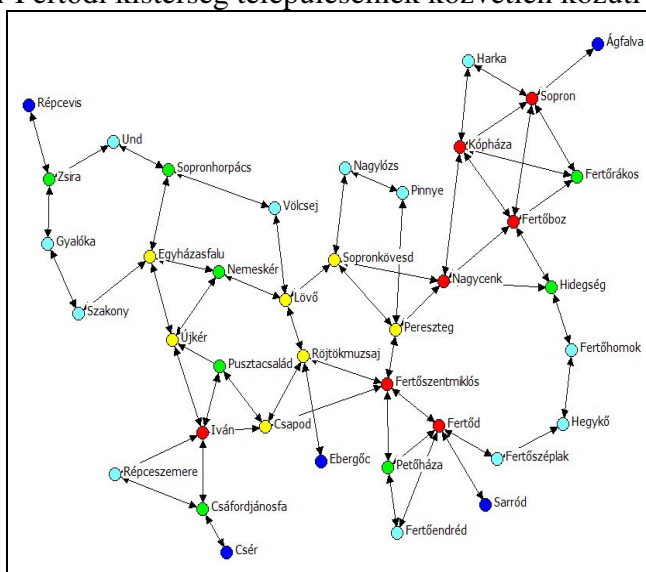 Fertődi kistérség településeinek közvetlen közúti
Ágfalva
Harka
Répcevis
Sopron
Und
Kópháza
Sopronhorpács
Nagylózs
Zsira
Fertőrákos
Pinnye
Völcsej
Fertőboz
Gyalóka
Egyházasfalu
Sopronkövesd
Nemeskér
Nagycenk
Hidegség
Lövő
Szakony
Pereszteg
Újkér
Fertőhomok
Röjtökmuzsaj
Pusztacsalád
Fertőszentmiklós
Hegykő
Iván
Csapod
Fertőd
Ebergőc
Fertőszéplak
Petőháza
Répceszemere
Sarród
Csáfordjánosfa
Fertőendréd
Csér